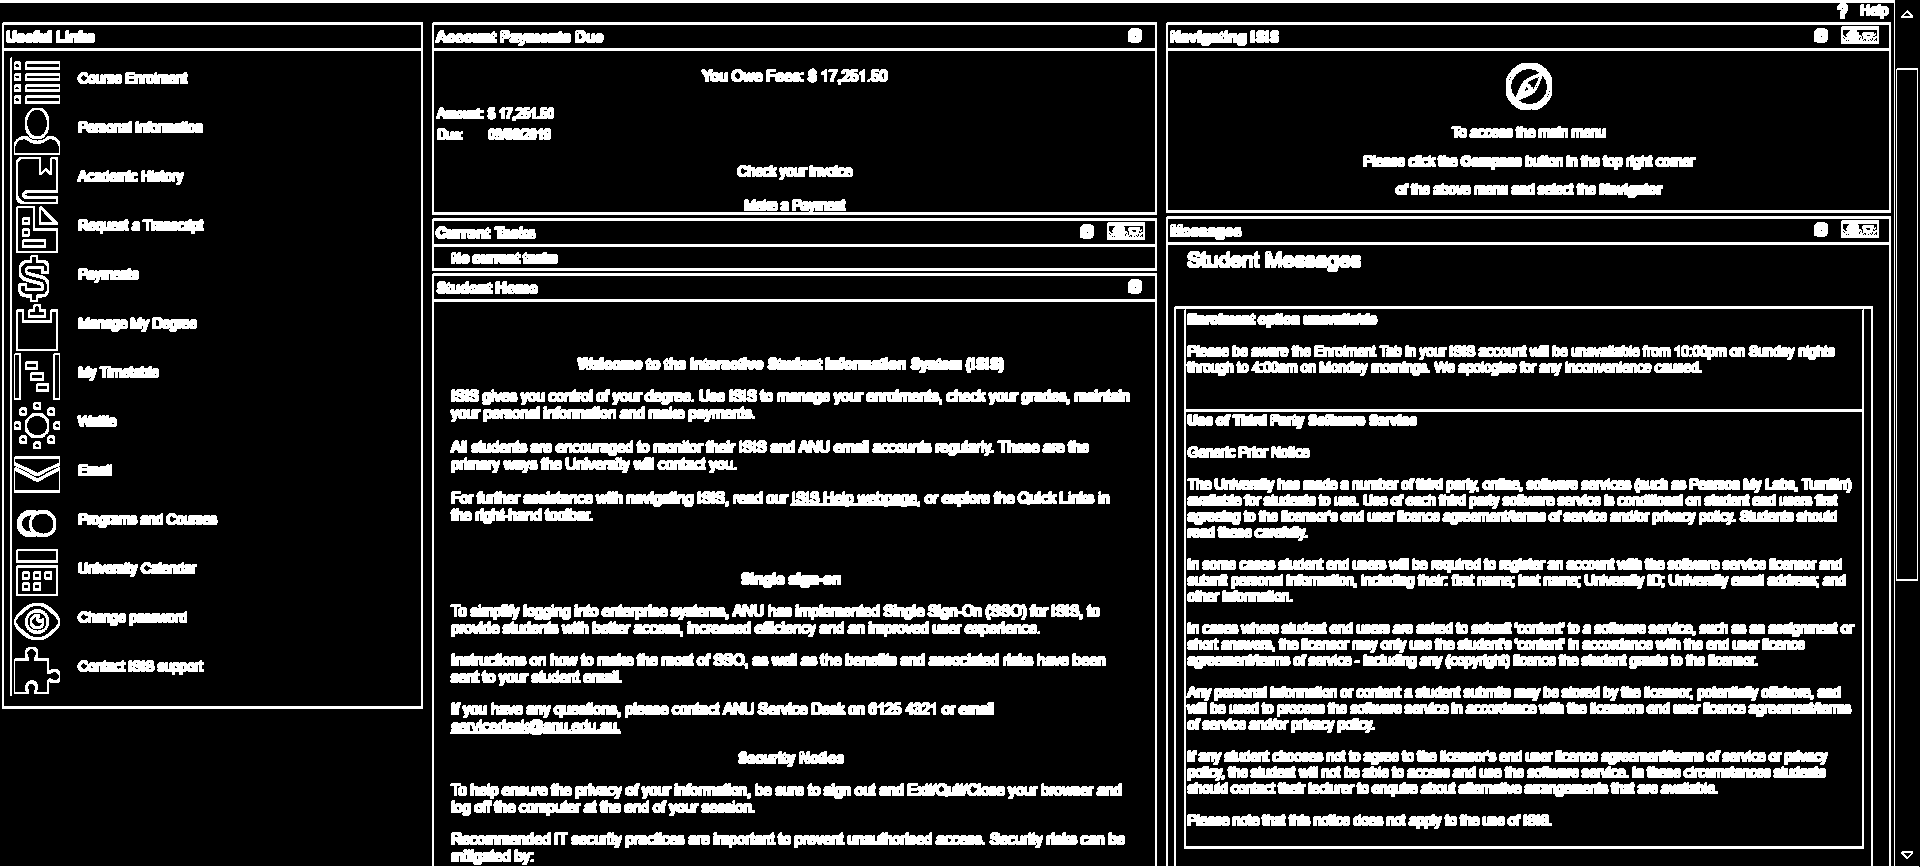 Help
Useful Links
Course Enrolment
Personal Information
Academic History
Request a Transcript
Payments
Manage My Degree
My Timetable
Wattle
Email
Programs and Courses
University Calendar
Change password
Contact ISIS support
Account Payments Due
You Owe Fees: $ 17,251.50
Amount: $ 17,251.50
Due:
Check your invoice
Make a Payment
Current Tasks
No current tasks
Student Home
Welcome to the Interactive Student Information System (ISIS)
ISIS gives you control of your degree. Use ISIS to manage your enrolments, check your grades, maintain
your personal information and make payments.
All students are encouraged to monitor their ISIS and ANU email accounts regularly. These are the
primary ways the University will contact you.
For further assistance with navigating ISIS, read our ISIS Help webpage, or explore the Quick Links in
the right-hand toolbar.
Single sign-on
To simplify logging into enterprise systems, ANU has implemented Single Sign-On (SSO) for ISIS, to
provide students with better access, increased efficiency and an improved user experience.
Instructions on how to make the most of SSO, as well as the benefits and associated risks have been
sent to your student email.
If you have any questions, please contact ANU Service Desk on 6125 4321 or email
servicedesk@anu.edu.au.
Security Notice
To help ensure the privacy of your information, be sure to sign out and Exit/Quit/Close your browser and
log off the computer at the end of your session.
Recommended IT security practices are important to prevent unauthorised access. Security risks can be
mitigated by:
Navigating ISIS
To access the main menu
Please click the Compass button in the top right corner
of the above menu and select the Navigator
Messages
Student Messages
Enrolment option unavailable
Please be aware the Enrolment Tab in your ISIS account will be unavailable from 10:00pm on Sunday nights
through to 4:00am on Monday mornings. We apologise for any inconvenience caused.
Use of Third Party Software Service
Generic Prior Notice
The University has made a number of third party, online, software services (such as Pearson My Labs, Turnitin)
available for students to use. Use of each third party software service is conditional on student end users first
agreeing to the licensor's end user licence agreement/terms of service and/or privacy policy. Students should
read these carefully.
In some cases student end users will be required to register an account with the software service licensor and
submit personal information, including their: first name; last name; University ID; University email address; and
other information.
In cases where student end users are asked to submit 'content' to a software service, such as an assignment or
short answers, the licensor may only use the student's 'content' in accordance with the end user licence
agreement/terms of service - including any (copyright) licence the student grants to the licensor.
Any personal information or content a student submits may be stored by the licensor, potentially offshore, and
will be used to process the software service in accordance with the licensors end user licence agreement/terms
of service and/or privacy policy.
If any student chooses not to agree to the licensor's end user licence agreement/terms of service or privacy
policy, the student will not be able to access and use the software service. In these circumstances students
should contact their lecturer to enquire about alternative arrangements that are available.
Please note that this notice does not apply to the use of ISIS.